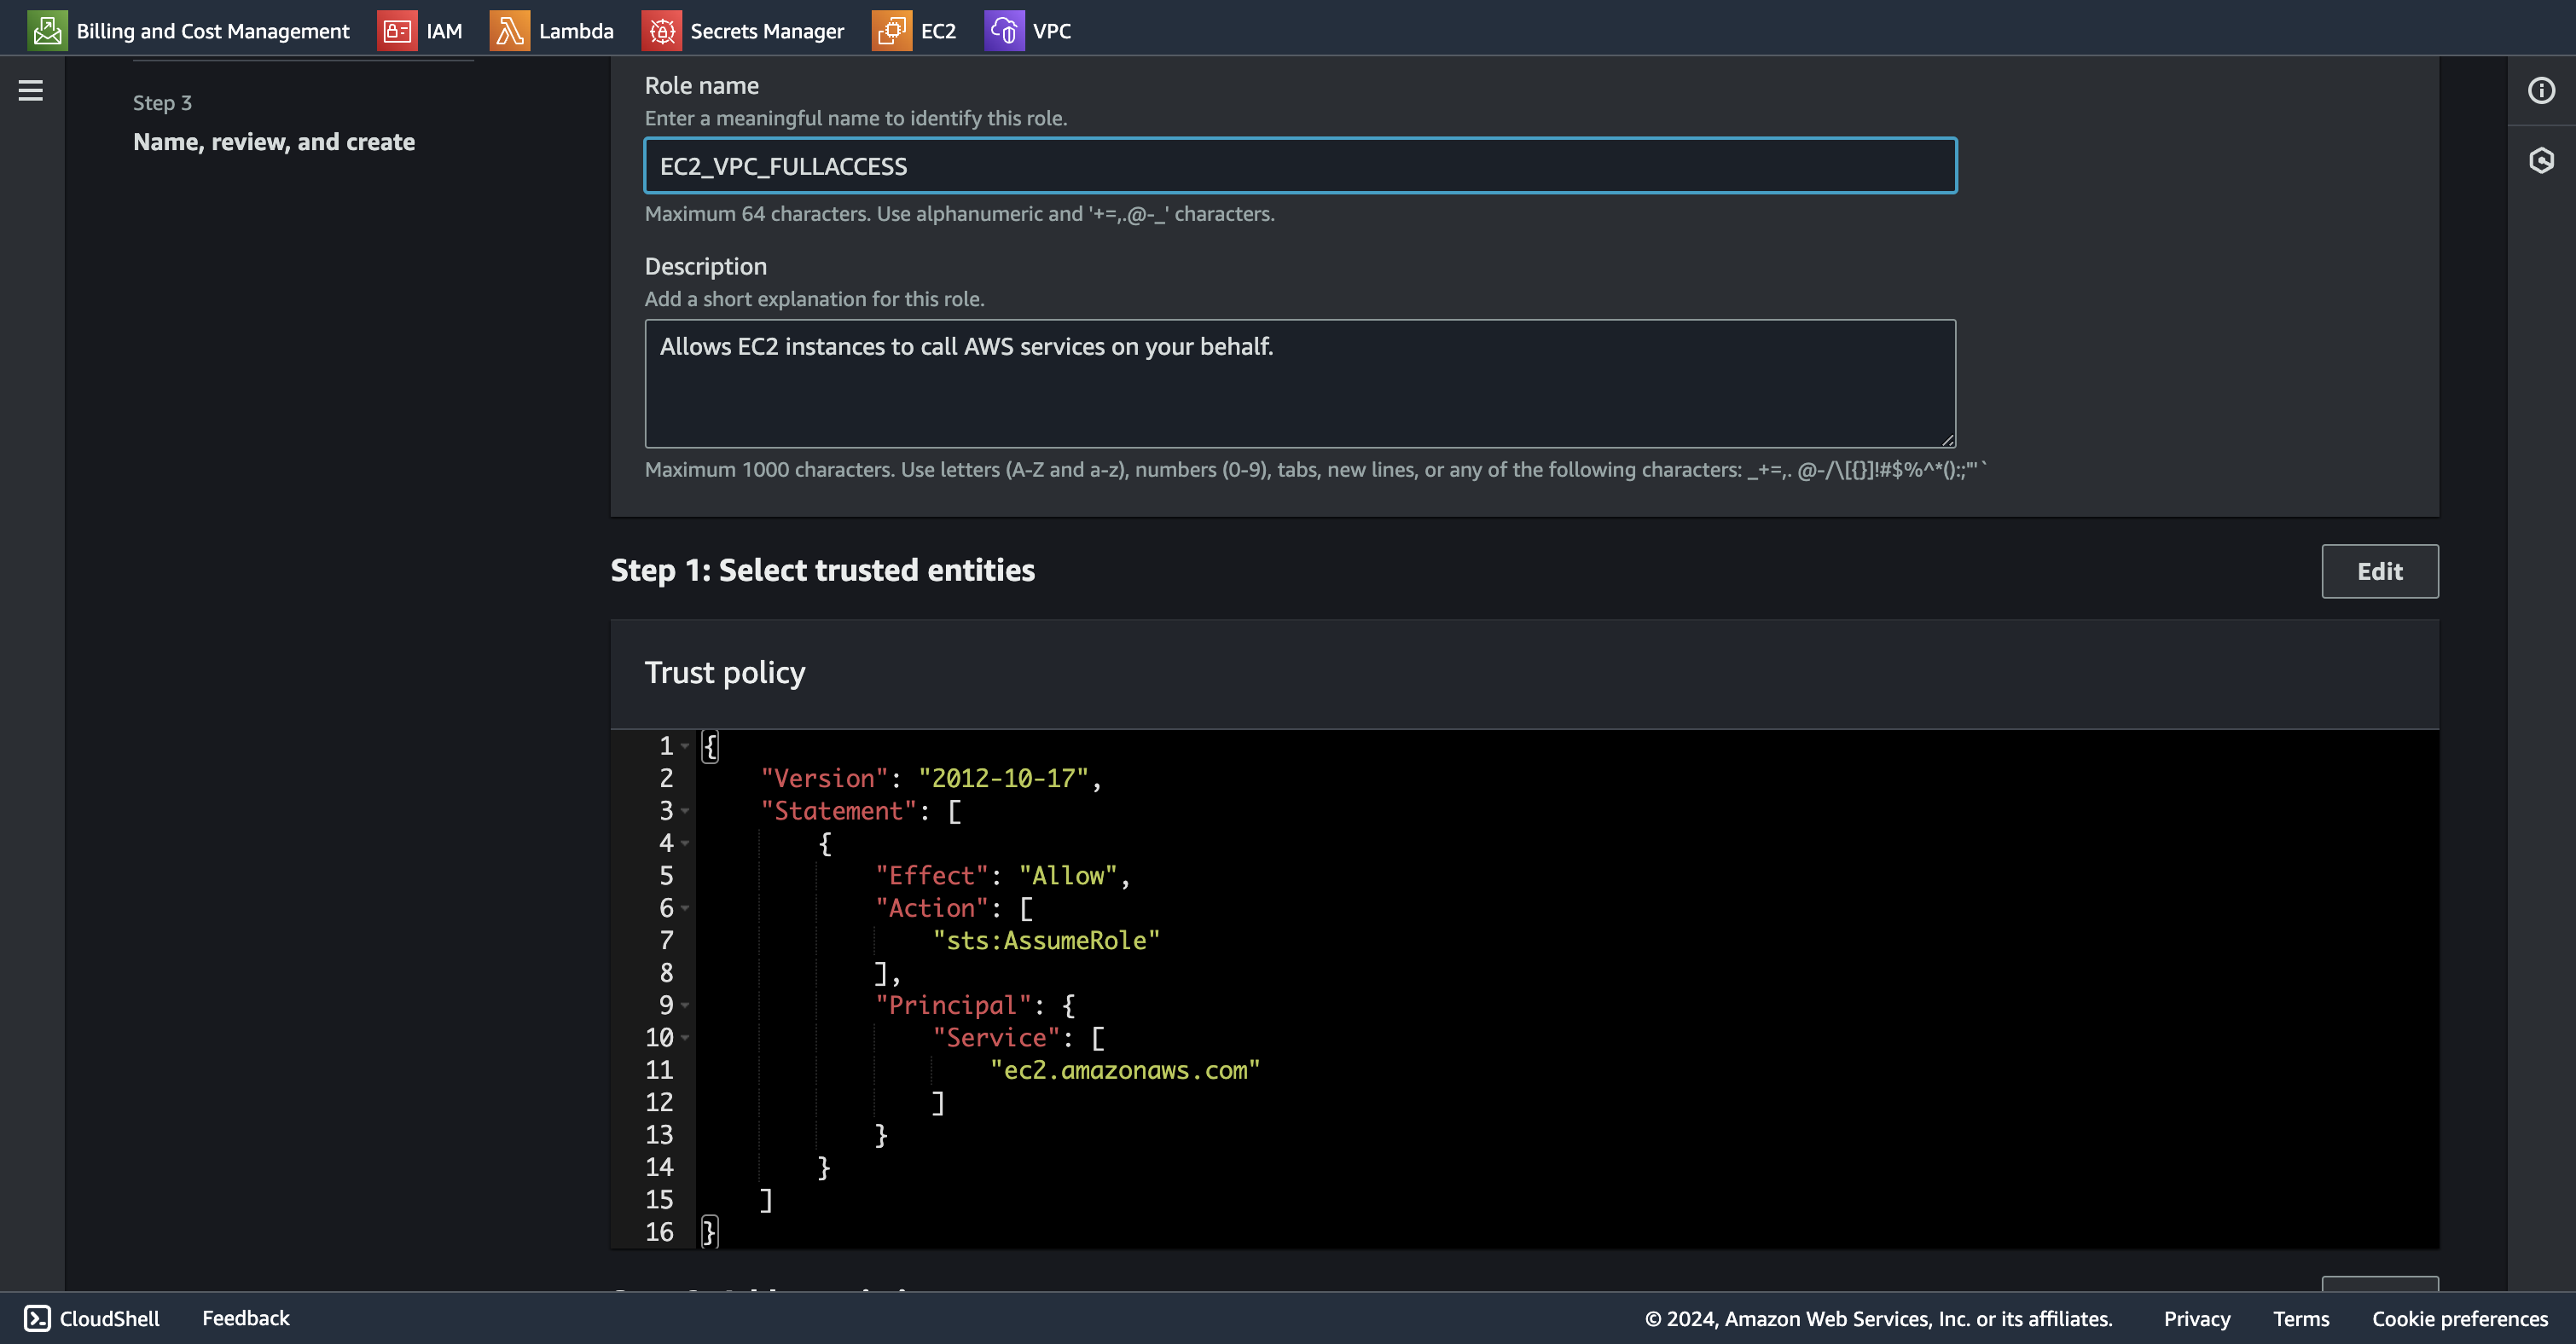 Billing and Cost Management IAM Lambda Secrets Manager EC2 VPC
Step 3
Name, review, and create
Role name
Enter a meaningful name to identify this role.
EC2_VPC_FULLACCESS
Maximum 64 characters. Use alphanumeric and '+=,.@-_' characters.
Description
Add a short explanation for this role.
Allows EC2 instances to call AWS services on your behalf.
Maximum 1000 characters. Use letters (A-Z and a-z), numbers (0-9), tabs, new lines, or any of the following characters: _+=,. @-/\[{}]!#$%^*();:;"'`
Step 1: Select trusted entities
Edit
Trust policy
1 {
2 "Version": "2012-10-17",
3 "Statement": [
4 {
5 "Effect": "Allow",
6 "Action": [
7 "sts:AssumeRole"
8 ],
9 "Principal": {
10 "Service": [
11 "ec2.amazonaws.com"
12 ]
13 }
14 }
15 ]
16 }
CloudShell Feedback © 2024, Amazon Web Services, Inc. or its affiliates. Privacy Terms Cookie preferences